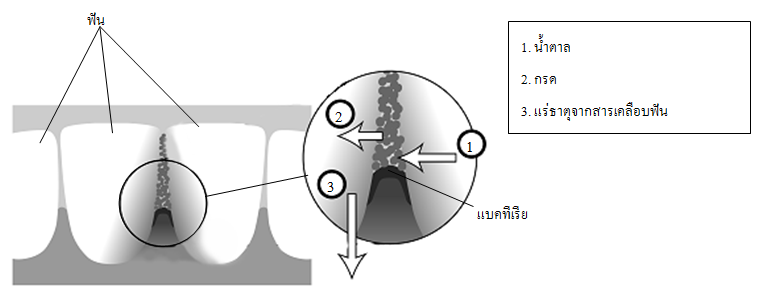 ฟัน
1. น้ำตาล
2. กรด
3. แร่ธาตุจากสารเคลือบฟัน
2
1
3
แบคทีเรีย